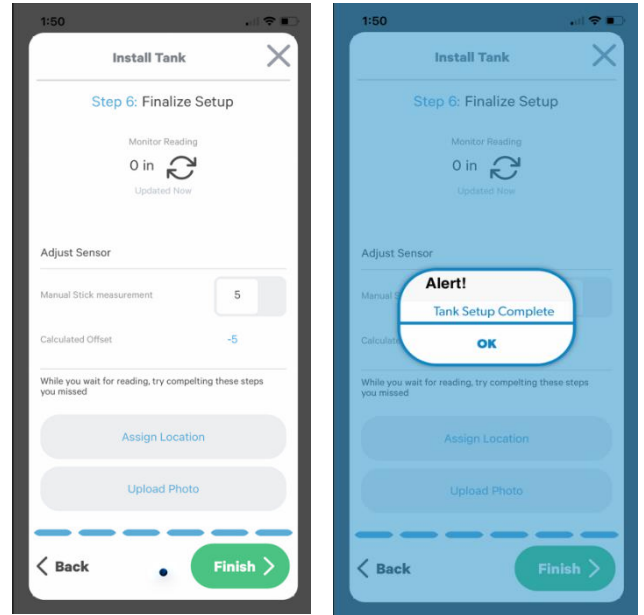 1:50
Install Tank
Step 6: Finalize Setup
Monitor Reading
0 in
Updated Now
Adjust Sensor
Manual Stick measurement
5
Calculated Offset
-5
While you wait for reading, try compelting these steps
you missed
Assign Location
Upload Photo
Back
Finish
1:50
Install Tank
Step 6: Finalize Setup
Monitor Reading
0 in
Updated Now
Adjust Sensor
Manual
Alert!
Tank Setup Complete
OK
While you wait for reading, try compelting these steps
you missed
Assign Location
Upload Photo
Back
Finish